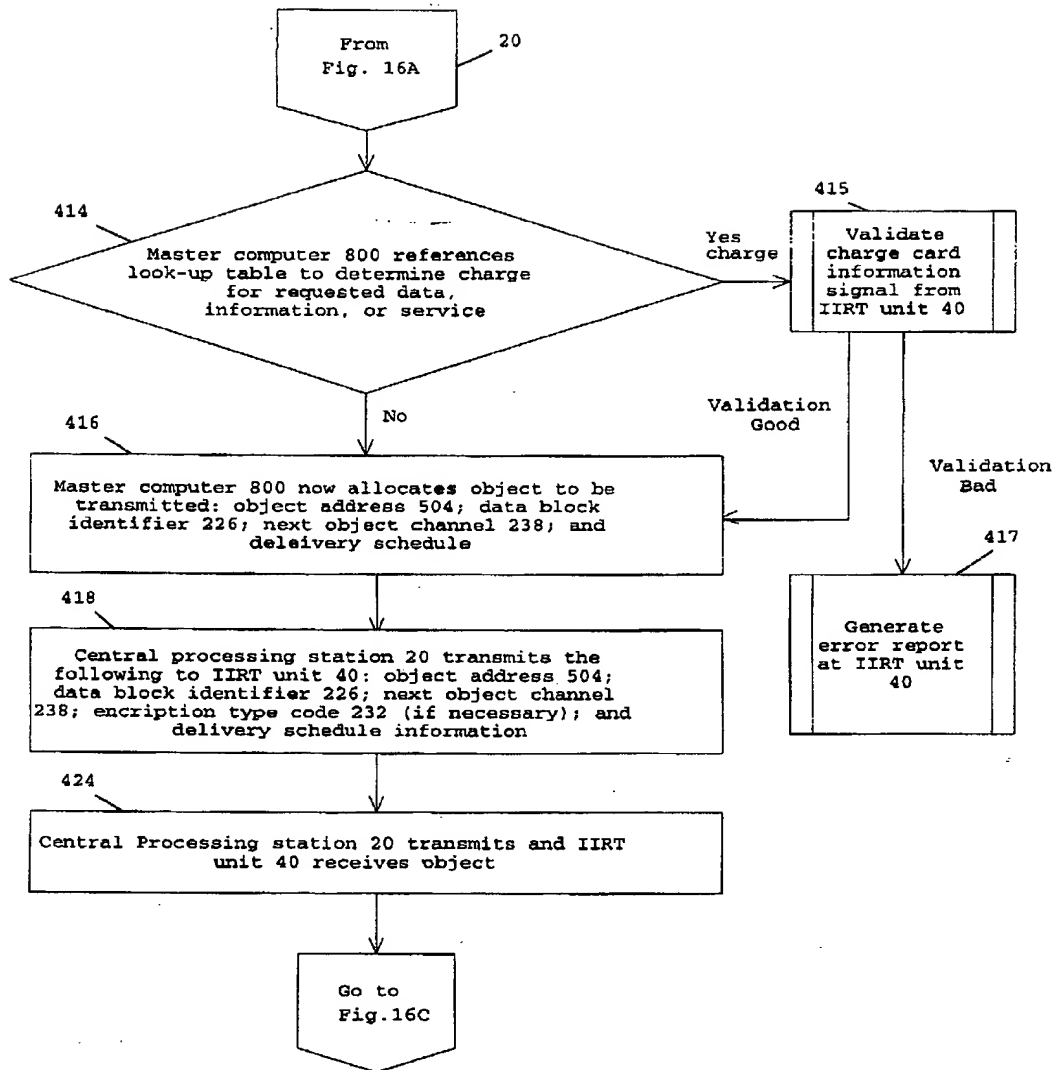 From
Fig. 16A
20
414
Master computer 800 references
look-up table to determine charge
for requested data,
information, or service
Yes
charge
415
Validate
charge card
information
signal from
IIRT unit 40
No
Validation
Good
Validation
Bad
416
Master computer 800 now allocates object to be
transmitted: object address 504; data block
identifier 226; next object channel 238; and
deleivery schedule
417
Generate
error report
at IIRT unit
40
418
Central processing station 20 transmits the
following to IIRT unit 40: object address 504;
data block identifier 226; next object channel
238; encription type code 232 (if necessary); and
delivery schedule information
424
Central Processing station 20 transmits and IIRT
unit 40 receives object
Go to
Fig.16C